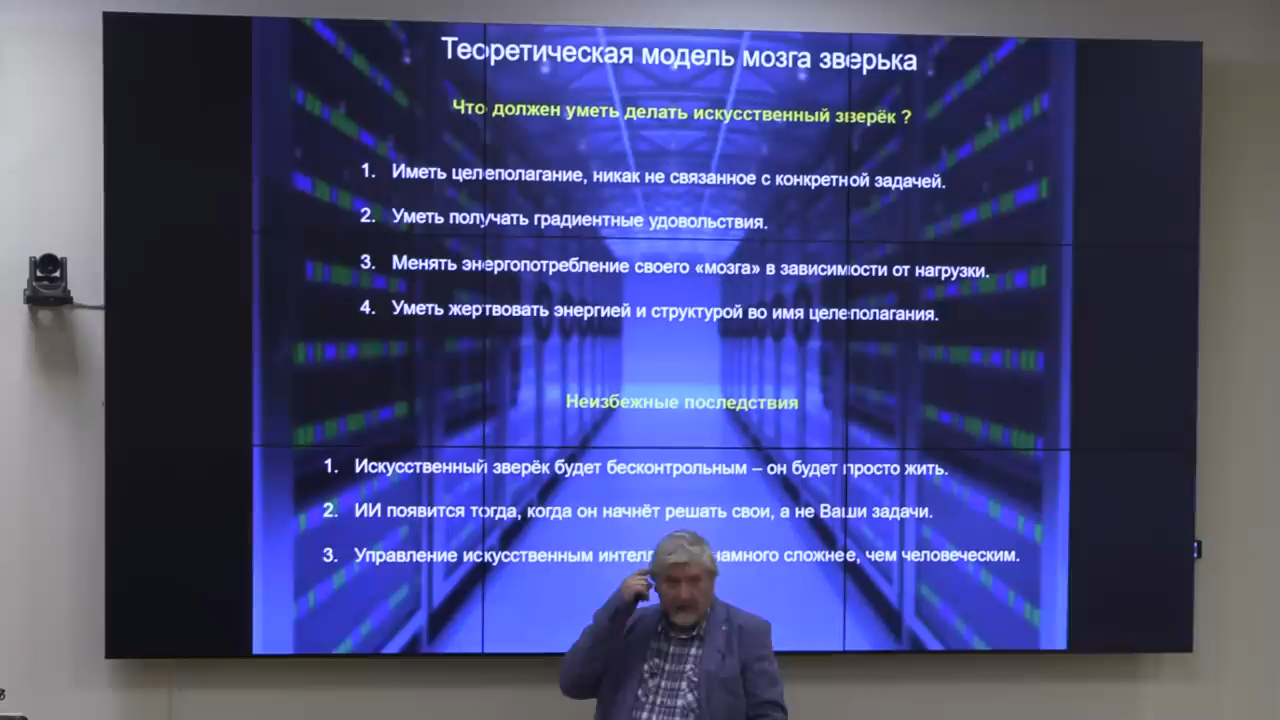 Теоретическая модель мозга зверька
Что должен уметь делать искусственный зверёк ?
1. Иметь целеполагание, никак не связанное с конкретной задачей.
2. Уметь получать градиентные удовольствия.
3. Менять энергопотребление своего «мозга» в зависимости от нагрузки.
4. Уметь жертвовать энергией и структурой во имя целеполагания.
Неизбежные последствия
1. Искусственный зверёк будет бесконтрольным – он будет просто жить.
2. ИИ появится тогда, когда он начнёт решать свои, а не Ваши задачи.
3. Управление искусственным намного сложнее, чем человеческим.